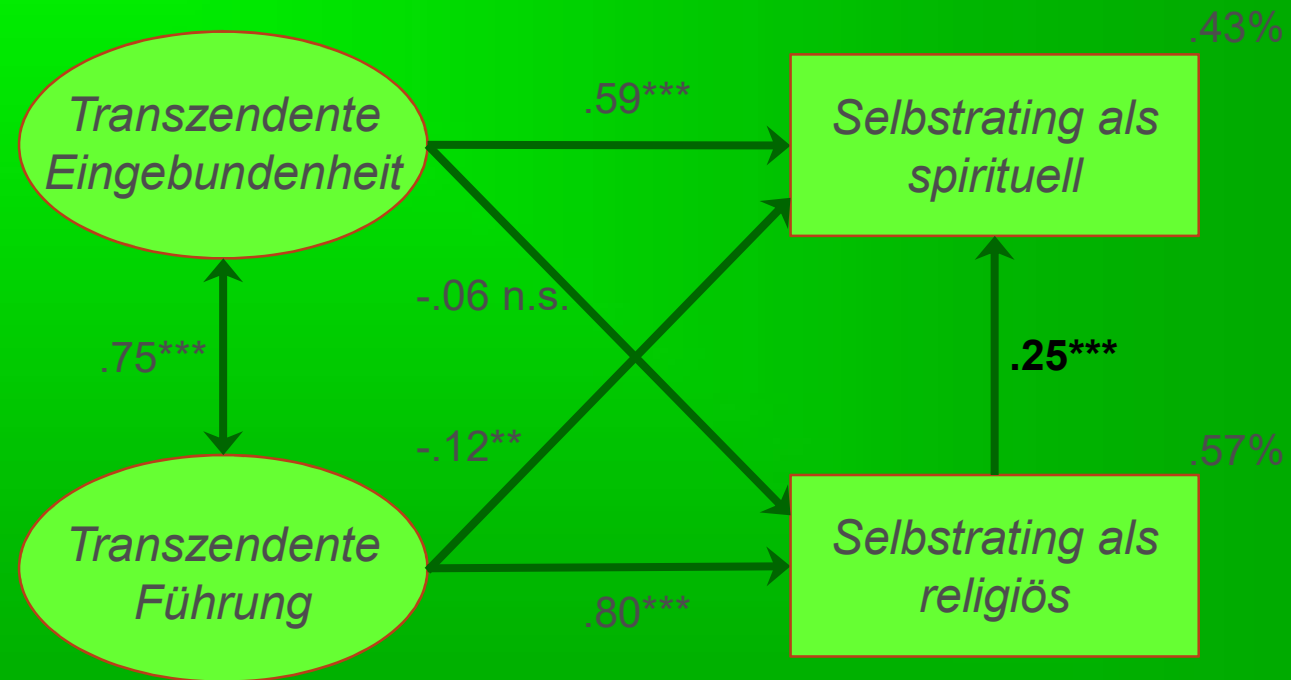 .43%
Transzendente
Eingebundenheit
.59***
Selbstrating als
spirituell
-.06 n.s.
.75***
.25***
-.12**
.57%
Transzendente
Führung
.80***
Selbstrating als
religiös